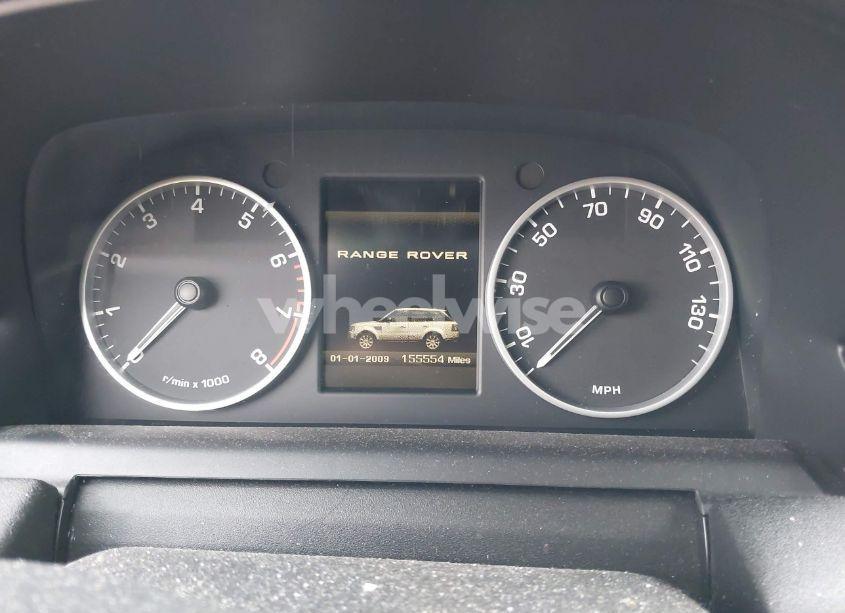 0 1 2 3 4 5 6 7 8
r/min x 1000
RANGE ROVER
01-01-2009 155554 Miles
10 30 50 70 90 110 130
MPH
wheelwise